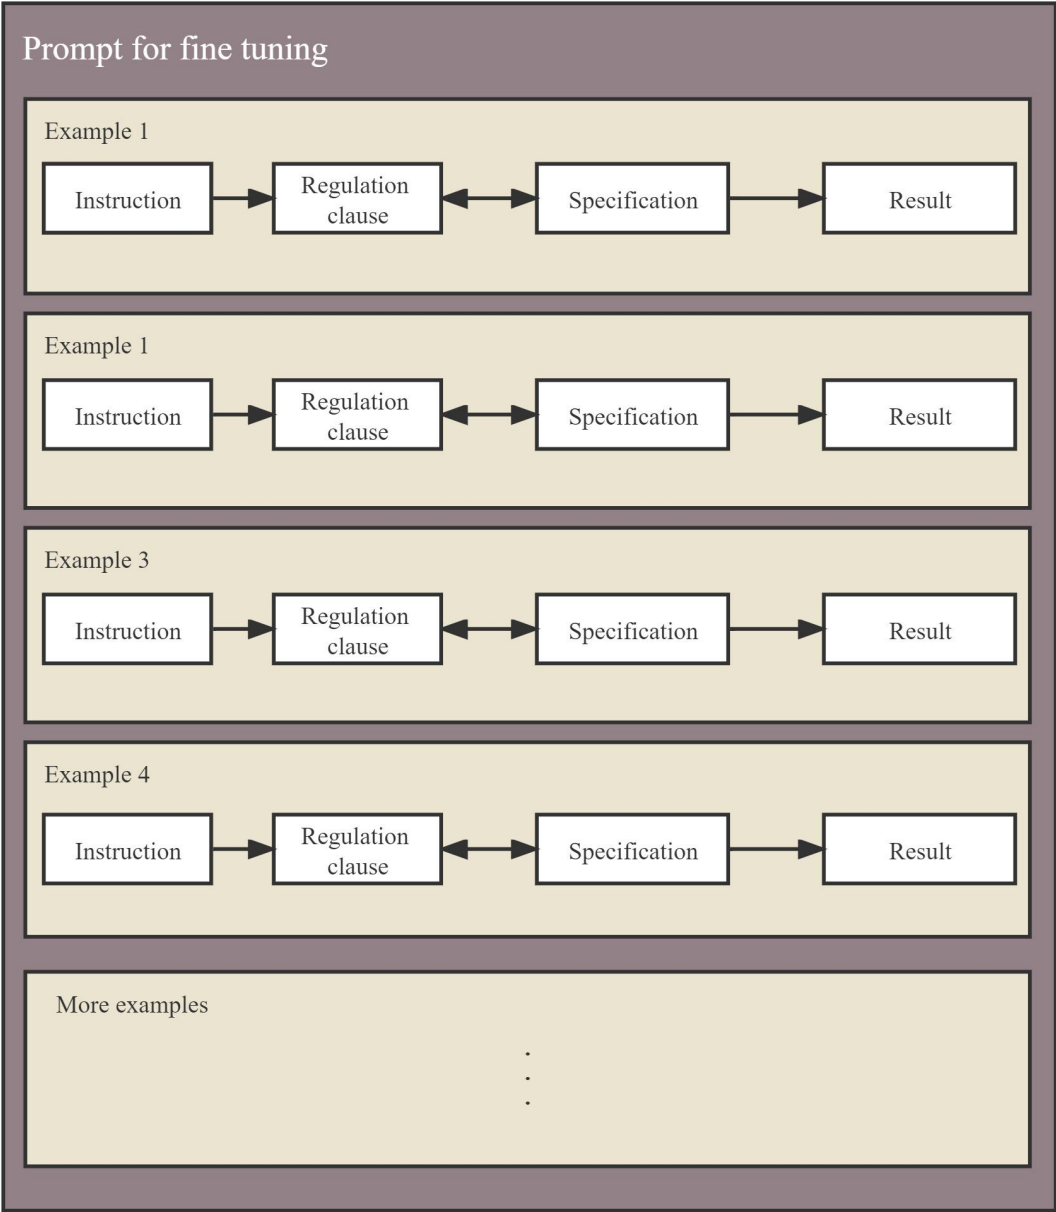 Prompt for fine tuning
Example 1
Instruction
Regulation
clause
Specification
Result
Example 1
Instruction
Regulation
clause
Specification
Result
Example 3
Instruction
Regulation
clause
Specification
Result
Example 4
Instruction
Regulation
clause
Specification
Result
More examples
.
.
.